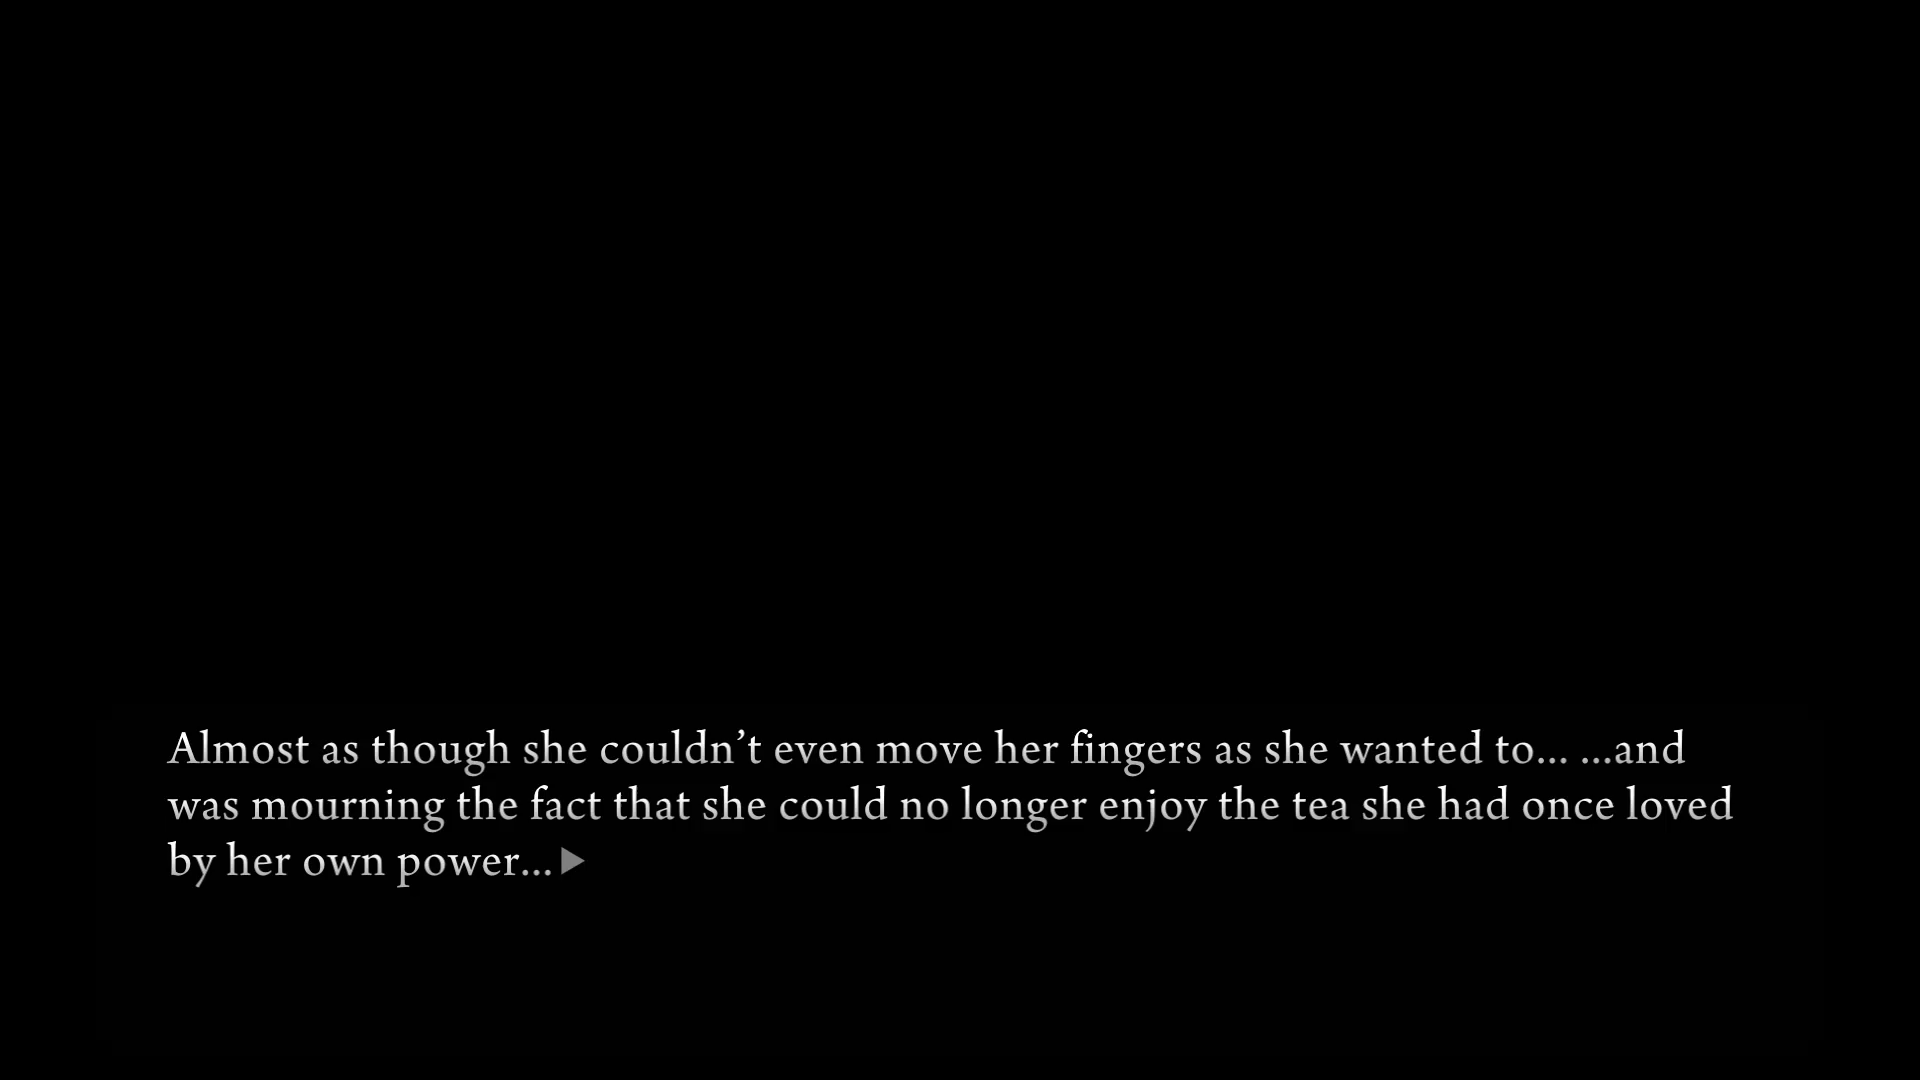 Almost as though she couldn’t even move her fingers as she wanted to... ...and
was mourning the fact that she could no longer enjoy the tea she had once loved
by her own power...